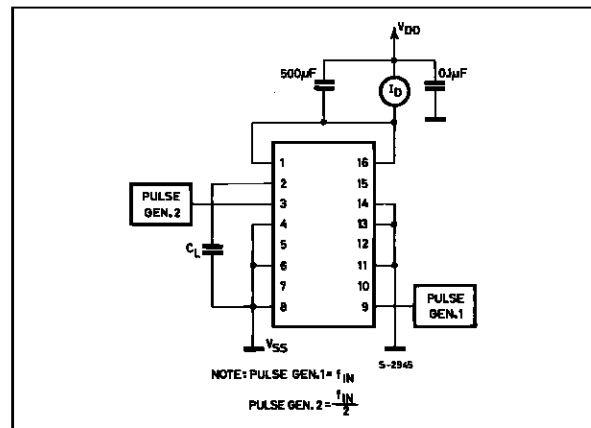 VDD
500µF
ID
0.1µF
1 16
2 15
PULSE GEN.2
3 14
4 13
CL
5 12
6 11
7 10
8 9
PULSE GEN.1
VSS
S-2945
NOTE: PULSE GEN.1 = fIN
PULSE GEN. 2 = fIN/2